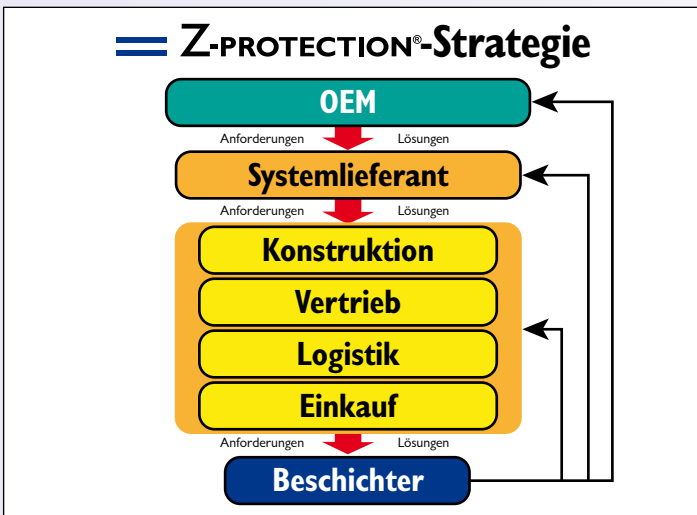 Z-PROTECTION®-Strategie
OEM
Anforderungen Lösungen
Systemlieferant
Anforderungen Lösungen
Konstruktion
Vertrieb
Logistik
Einkauf
Anforderungen Lösungen
Beschichter